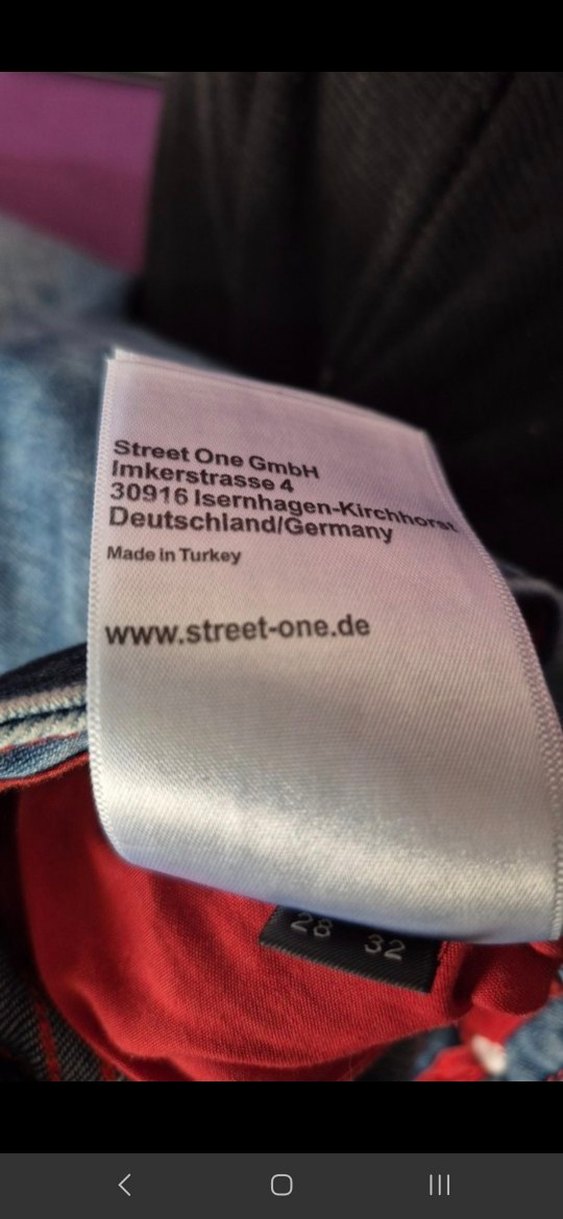 Street One GmbH
Imkerstrasse 4
30916 Isernhagen-Kirchhorst
Deutschland/Germany
Made in Turkey
www.street-one.de
28 32